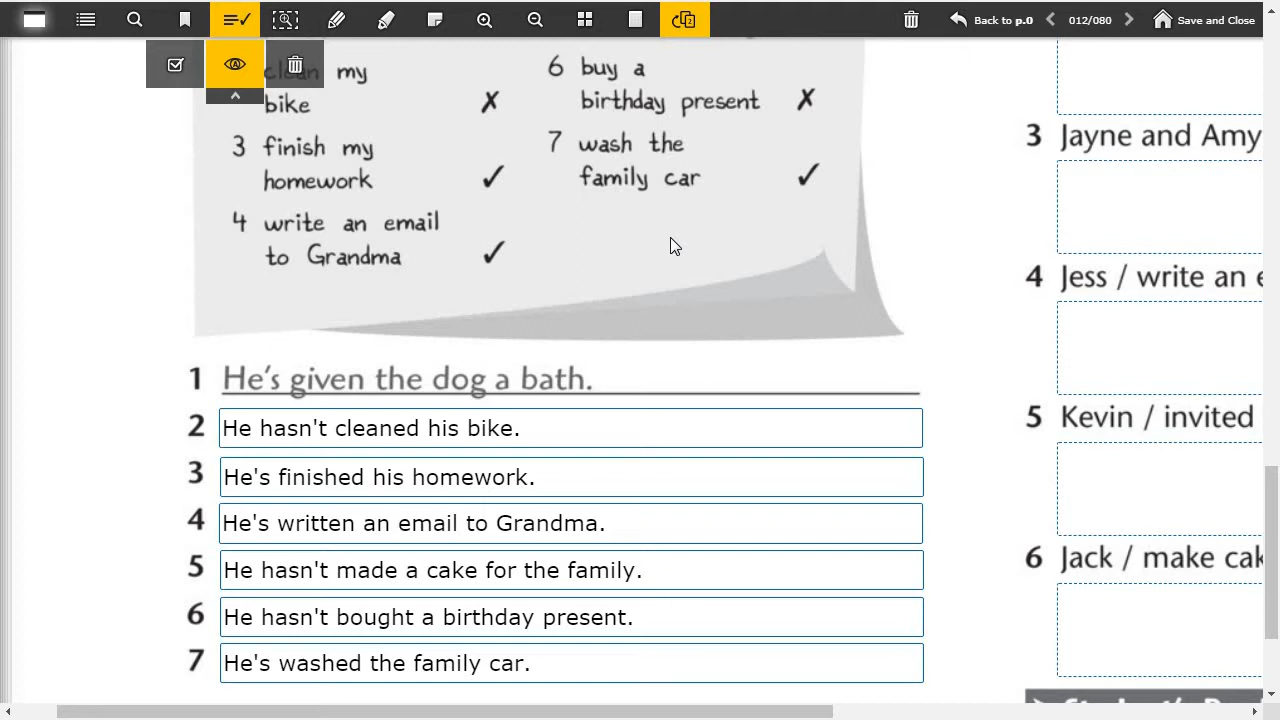 Back to p.0
012/080
Save and Close
clean my
bike ✗
3 finish my
homework ✓
4 write an email
to Grandma ✓
6 buy a
birthday present ✗
7 wash the
family car ✓
1 He's given the dog a bath.
2 He hasn't cleaned his bike.
3 He's finished his homework.
4 He's written an email to Grandma.
5 He hasn't made a cake for the family.
6 He hasn't bought a birthday present.
7 He's washed the family car.
3 Jayne and Amy
4 Jess / write an e
5 Kevin / invited
6 Jack / make cak